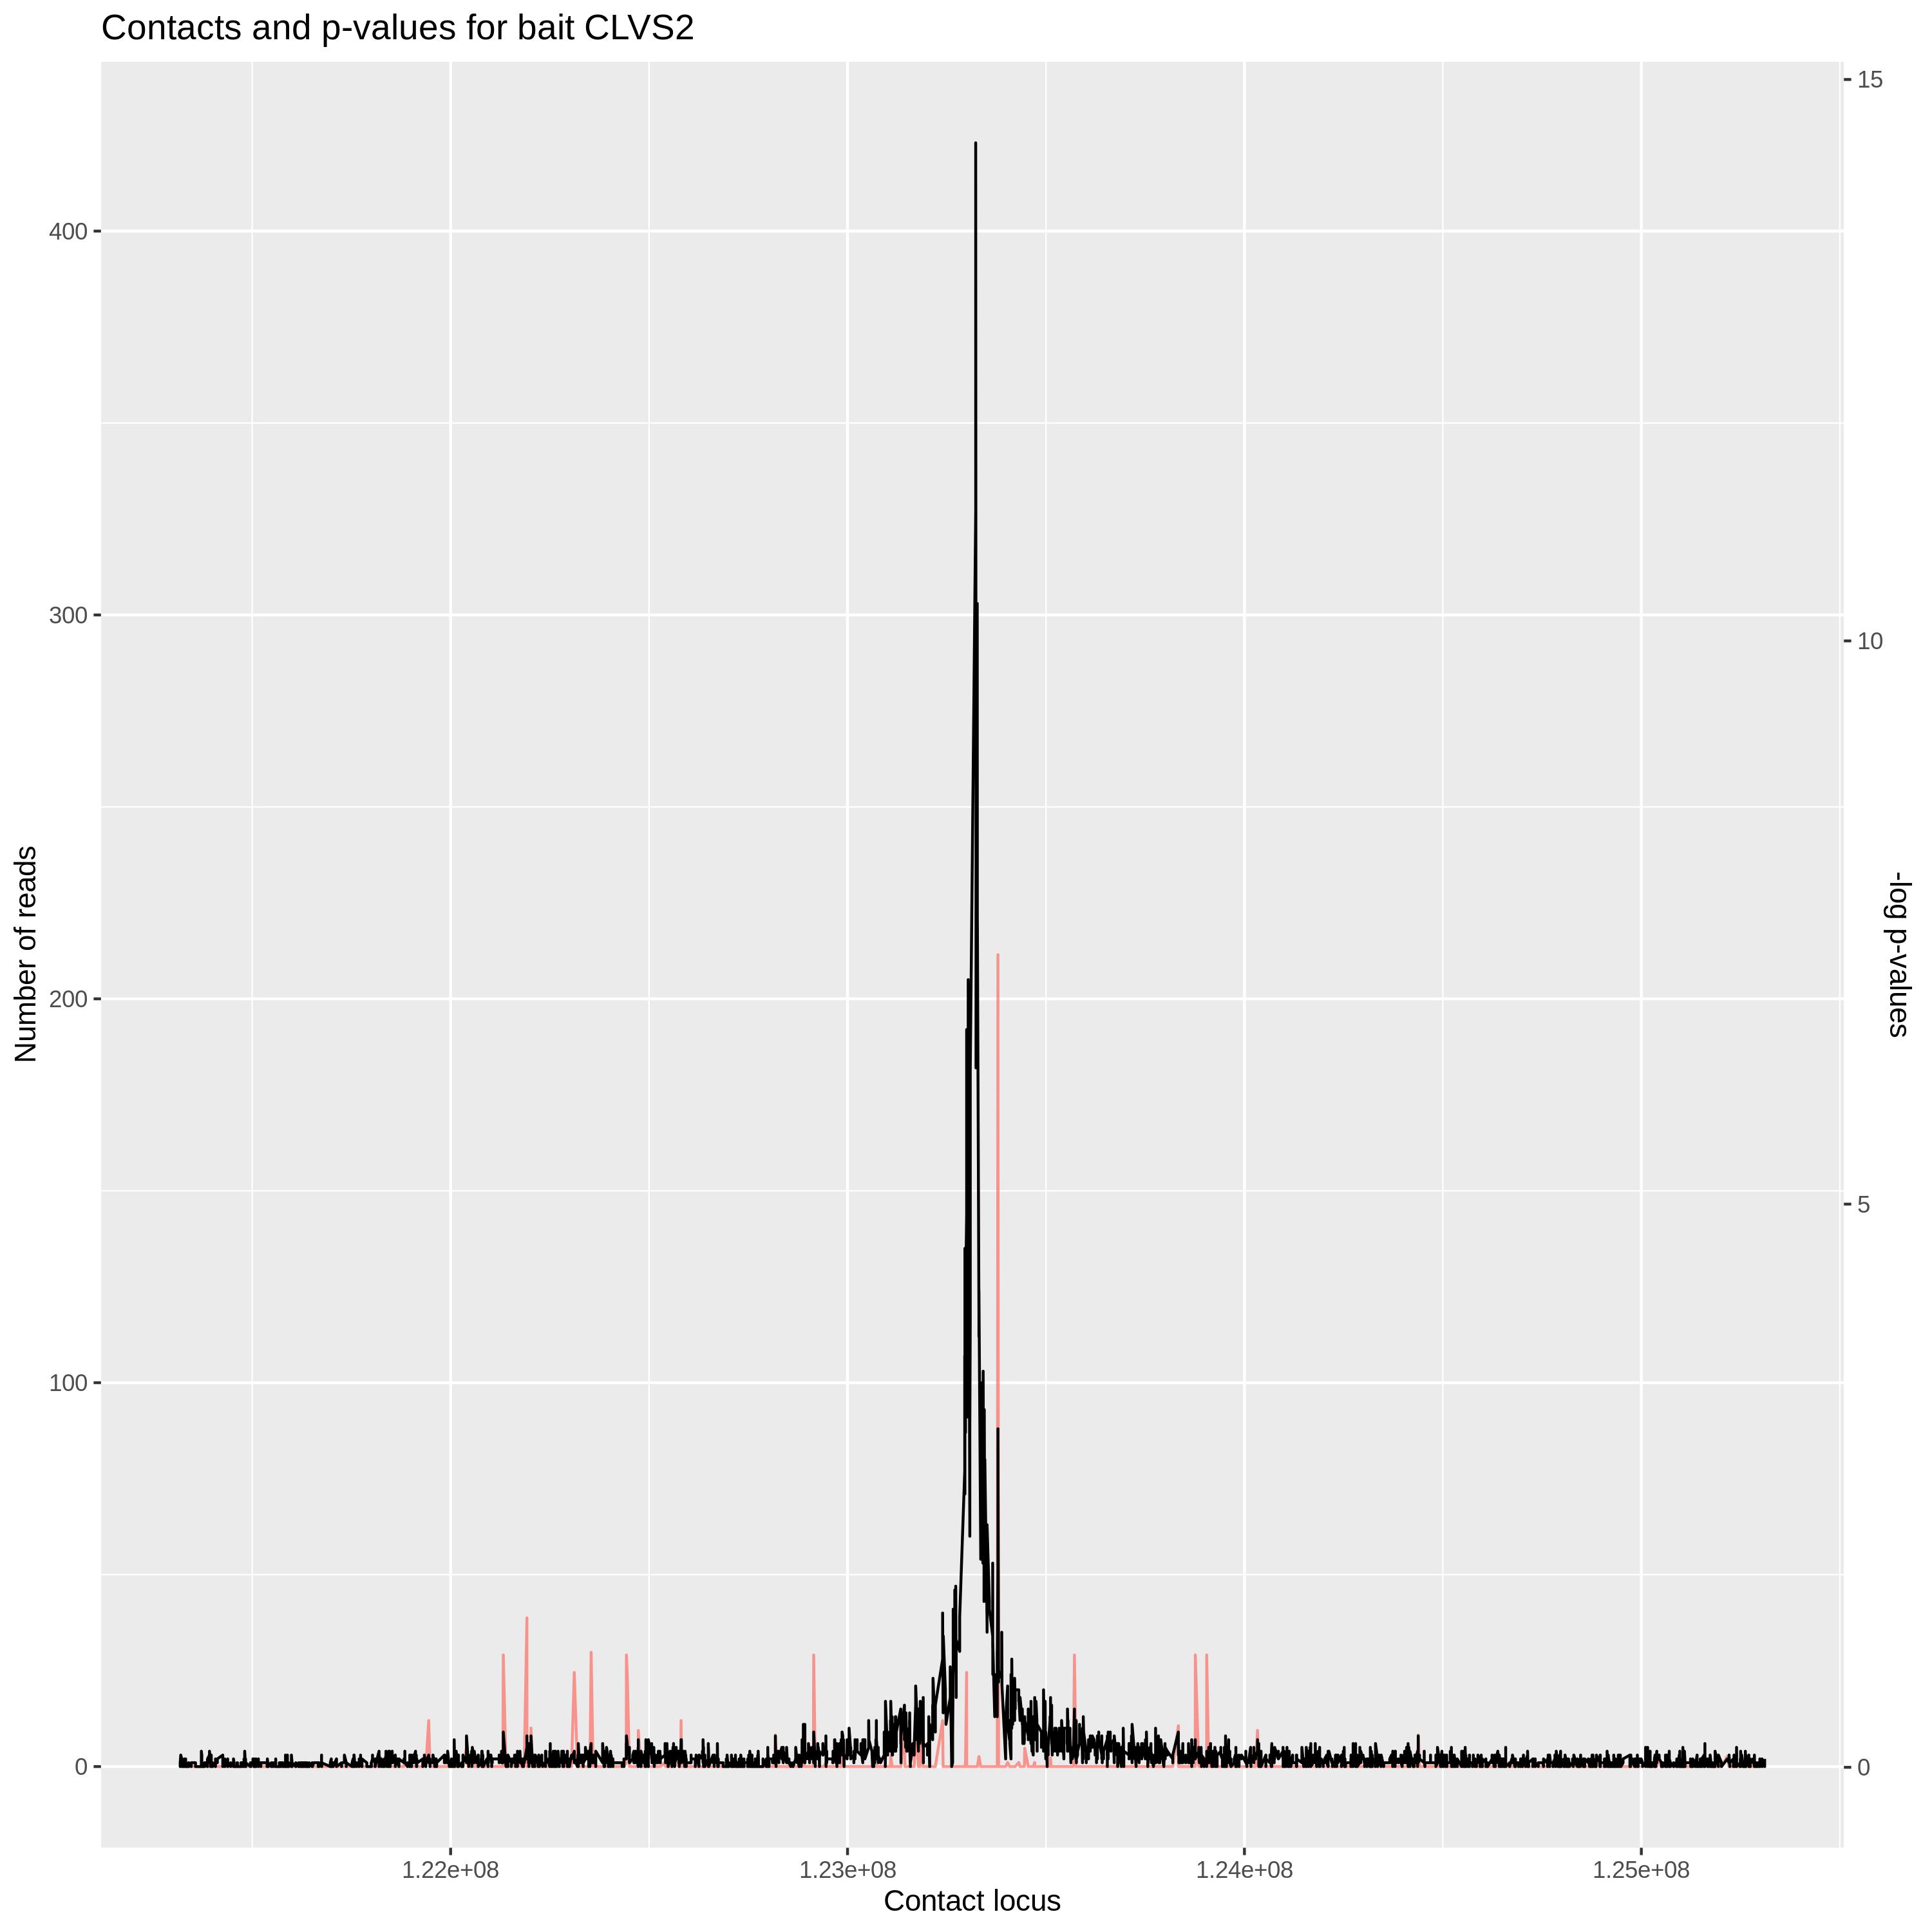 Contacts and p-values for bait CLVS2
15
400
300
10
Number of reads
-log p-values
200
5
100
0
0
1.22e+08
1.23e+08
1.24e+08
1.25e+08
Contact locus